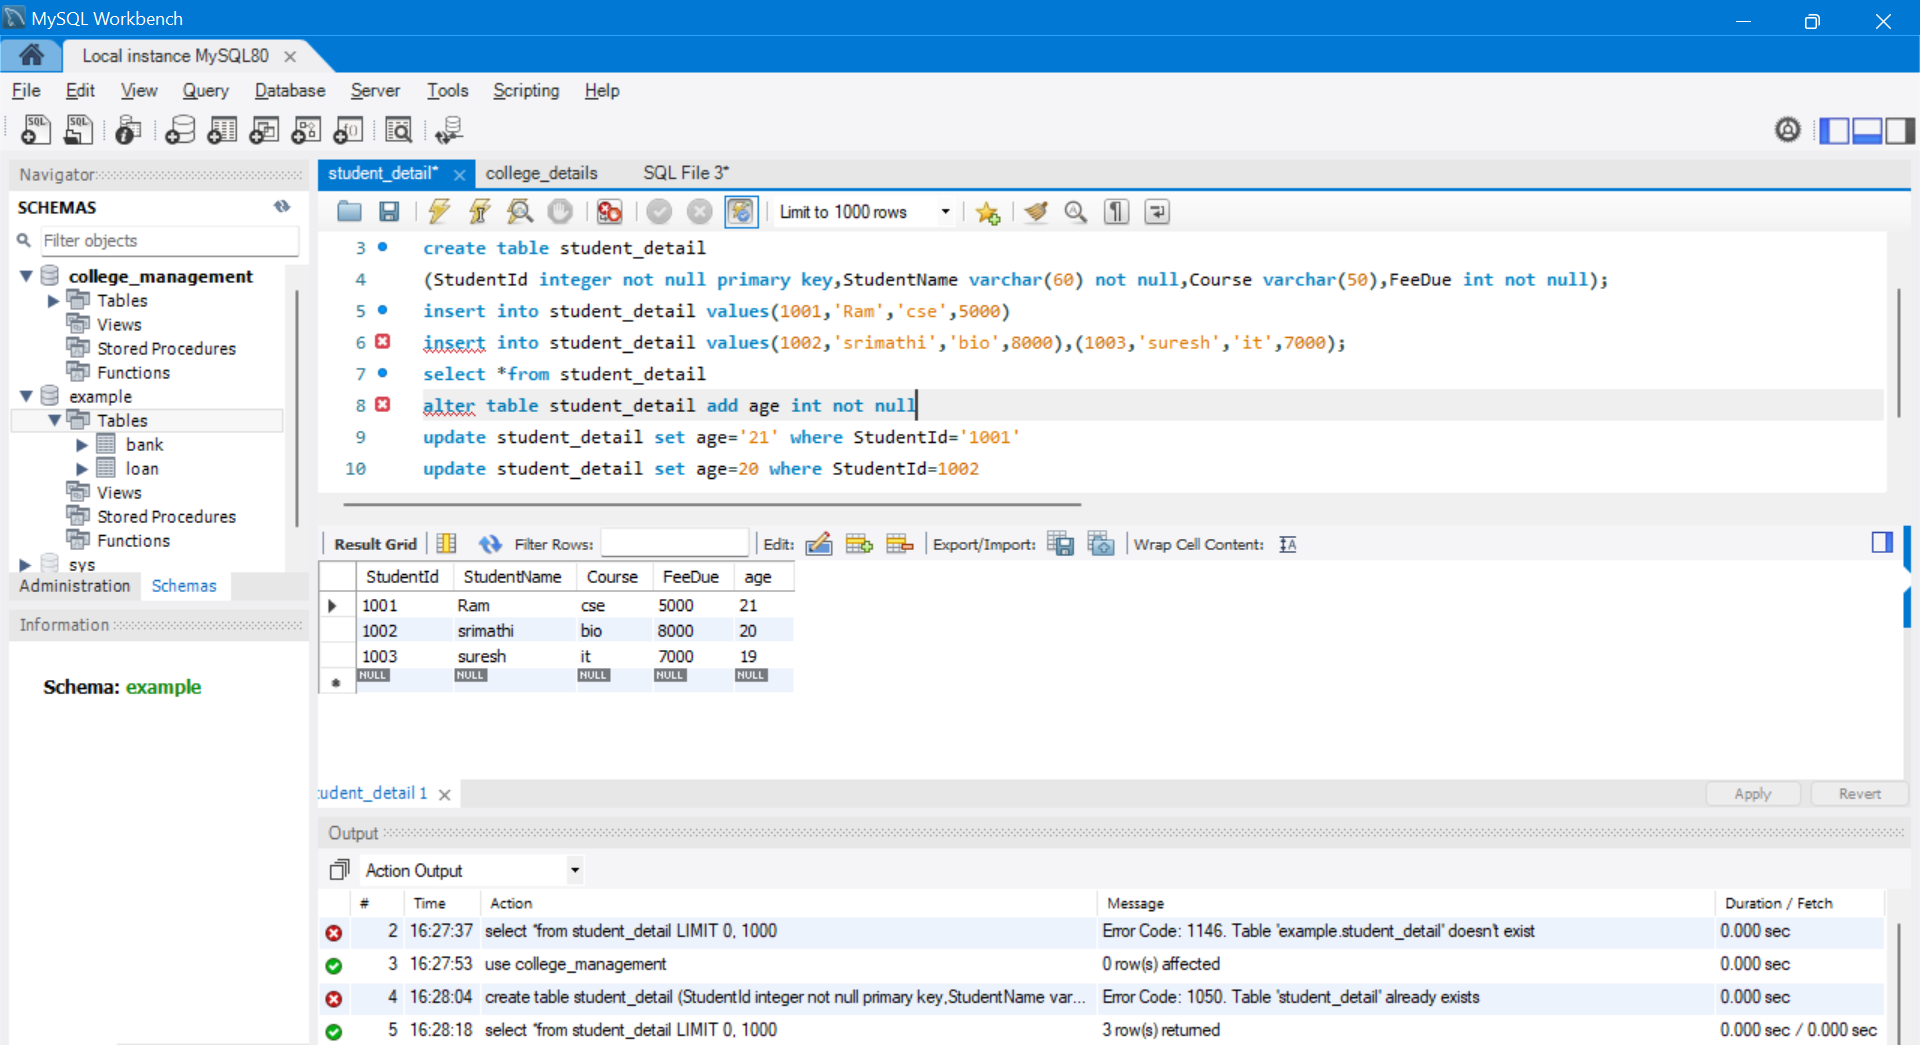 MySQL Workbench
Local instance MySQL80
File Edit View Query Database Server Tools Scripting Help
Navigator
SCHEMAS
Filter objects
college_management
Tables
Views
Stored Procedures
Functions
example
Tables
bank
loan
Views
Stored Procedures
Functions
sys
Administration Schemas
Information
Schema: example
student_detail* college_details SQL File 3*
Limit to 1000 rows
3 create table student_detail
4 (StudentId integer not null primary key,StudentName varchar(60) not null,Course varchar(50),FeeDue int not null);
5 insert into student_detail values(1001,'Ram','cse',5000)
6 insert into student_detail values(1002,'srimathi','bio',8000),(1003,'suresh','it',7000);
7 select *from student_detail
8 alter table student_detail add age int not null
9 update student_detail set age='21' where StudentId='1001'
10 update student_detail set age=20 where StudentId=1002
Result Grid Filter Rows: Edit: Export/Import: Wrap Cell Content:
StudentId StudentName Course FeeDue age
1001 Ram cse 5000 21
1002 srimathi bio 8000 20
1003 suresh it 7000 19
NULL NULL NULL NULL NULL
tudent_detail 1
Apply Revert
Output
Action Output
# Time Action Message Duration / Fetch
2 16:27:37 select *from student_detail LIMIT 0, 1000 Error Code: 1146. Table 'example.student_detail' doesn't exist 0.000 sec
3 16:27:53 use college_management 0 row(s) affected 0.000 sec
4 16:28:04 create table student_detail (StudentId integer not null primary key,StudentName var... Error Code: 1050. Table 'student_detail' already exists 0.000 sec
5 16:28:18 select *from student_detail LIMIT 0, 1000 3 row(s) returned 0.000 sec / 0.000 sec